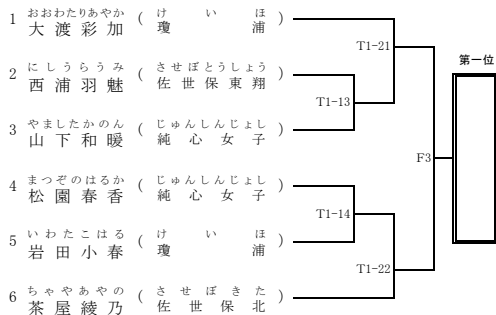 おおわたりあやか けいほ
1 大渡彩加 ( 瓊浦 )
T1-21
第一位
にしうらうみ させぼとうしょう
2 西浦羽魅 ( 佐世保東翔 )
T1-13
やましたかのん じゅんしんじょし
3 山下和暖 ( 純心女子 )
F3
まつぞのはるか じゅんしんじょし
4 松園春香 ( 純心女子 )
T1-14
いわたこはる けいほ
5 岩田小春 ( 瓊浦 )
T1-22
ちゃやあやの させぼきた
6 茶屋綾乃 ( 佐世保北 )